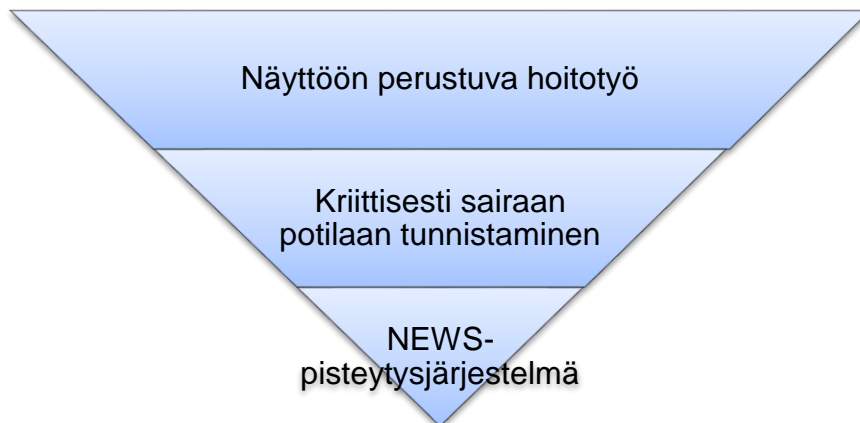 Näyttöön perustuva hoitotyö
Kriittisesti sairaan
potilaan tunnistaminen
NEWS-
pisteytysjärjestelmä